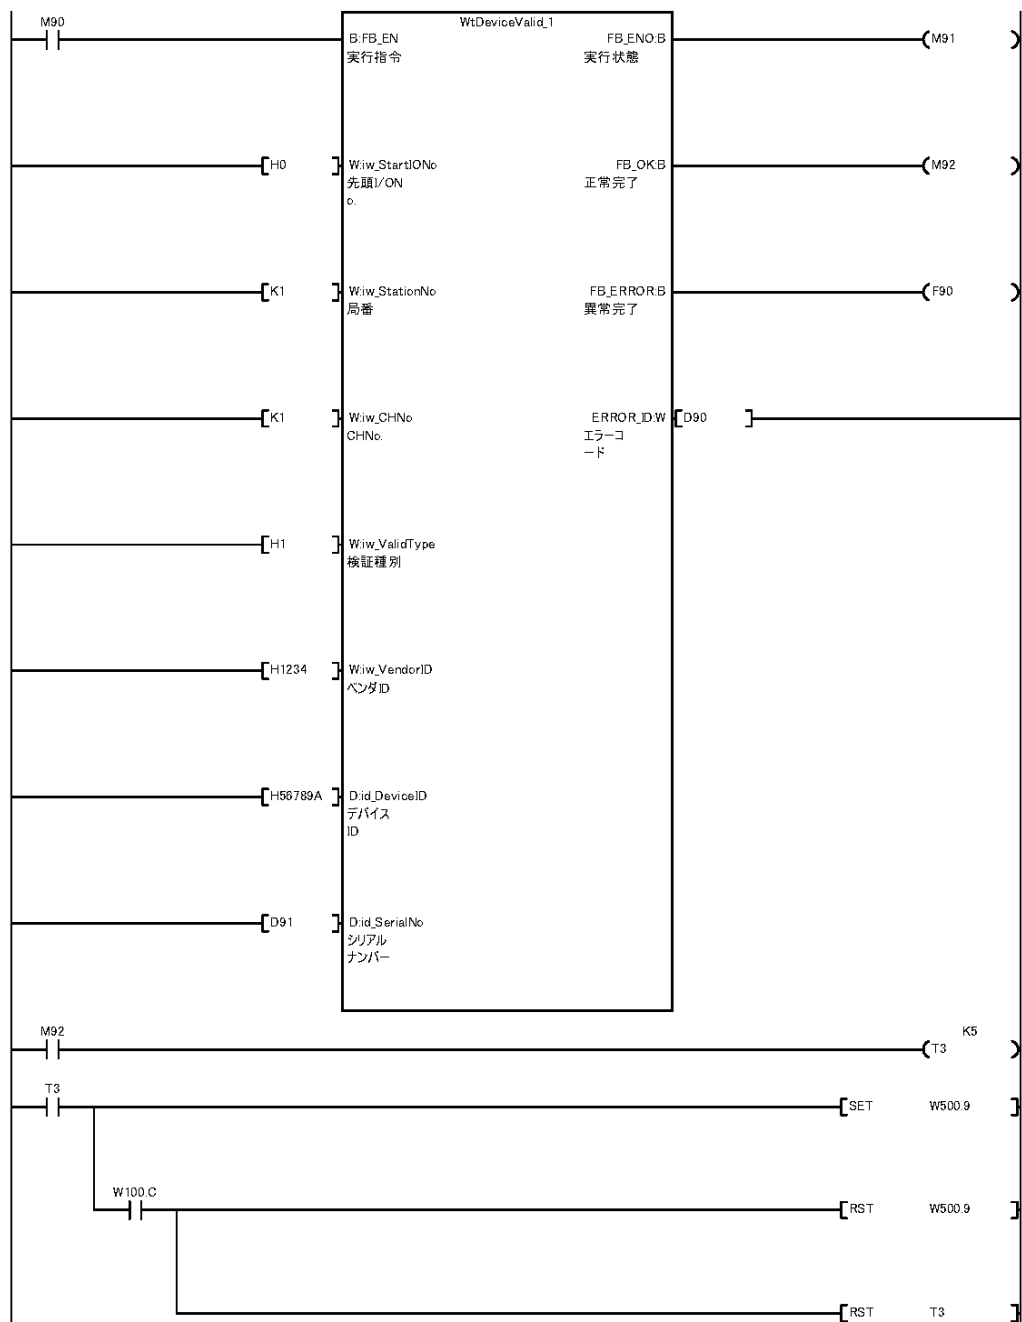 M90
WtDeviceValid_1
B:FB_EN
FB_ENO:B
M91
実行指令
実行状態
H0
W:iw_StartIONo
FB_OK:B
M92
先頭I/ON
o.
正常完了
K1
W:iw_StationNo
FB_ERROR:B
F90
局番
異常完了
K1
W:iw_CHNo
ERROR_ID:W
D90
CHNo.
エラーコ
ード
H1
W:iw_ValidType
検証種別
H1234
W:iw_VendorID
ベンダID
H56789A
D:id_DeviceID
デバイス
ID
D91
D:id_SerialNo
シリアル
ナンバー
M92
K5
T3
T3
SET W500.9
W100.C
RST W500.9
RST T3